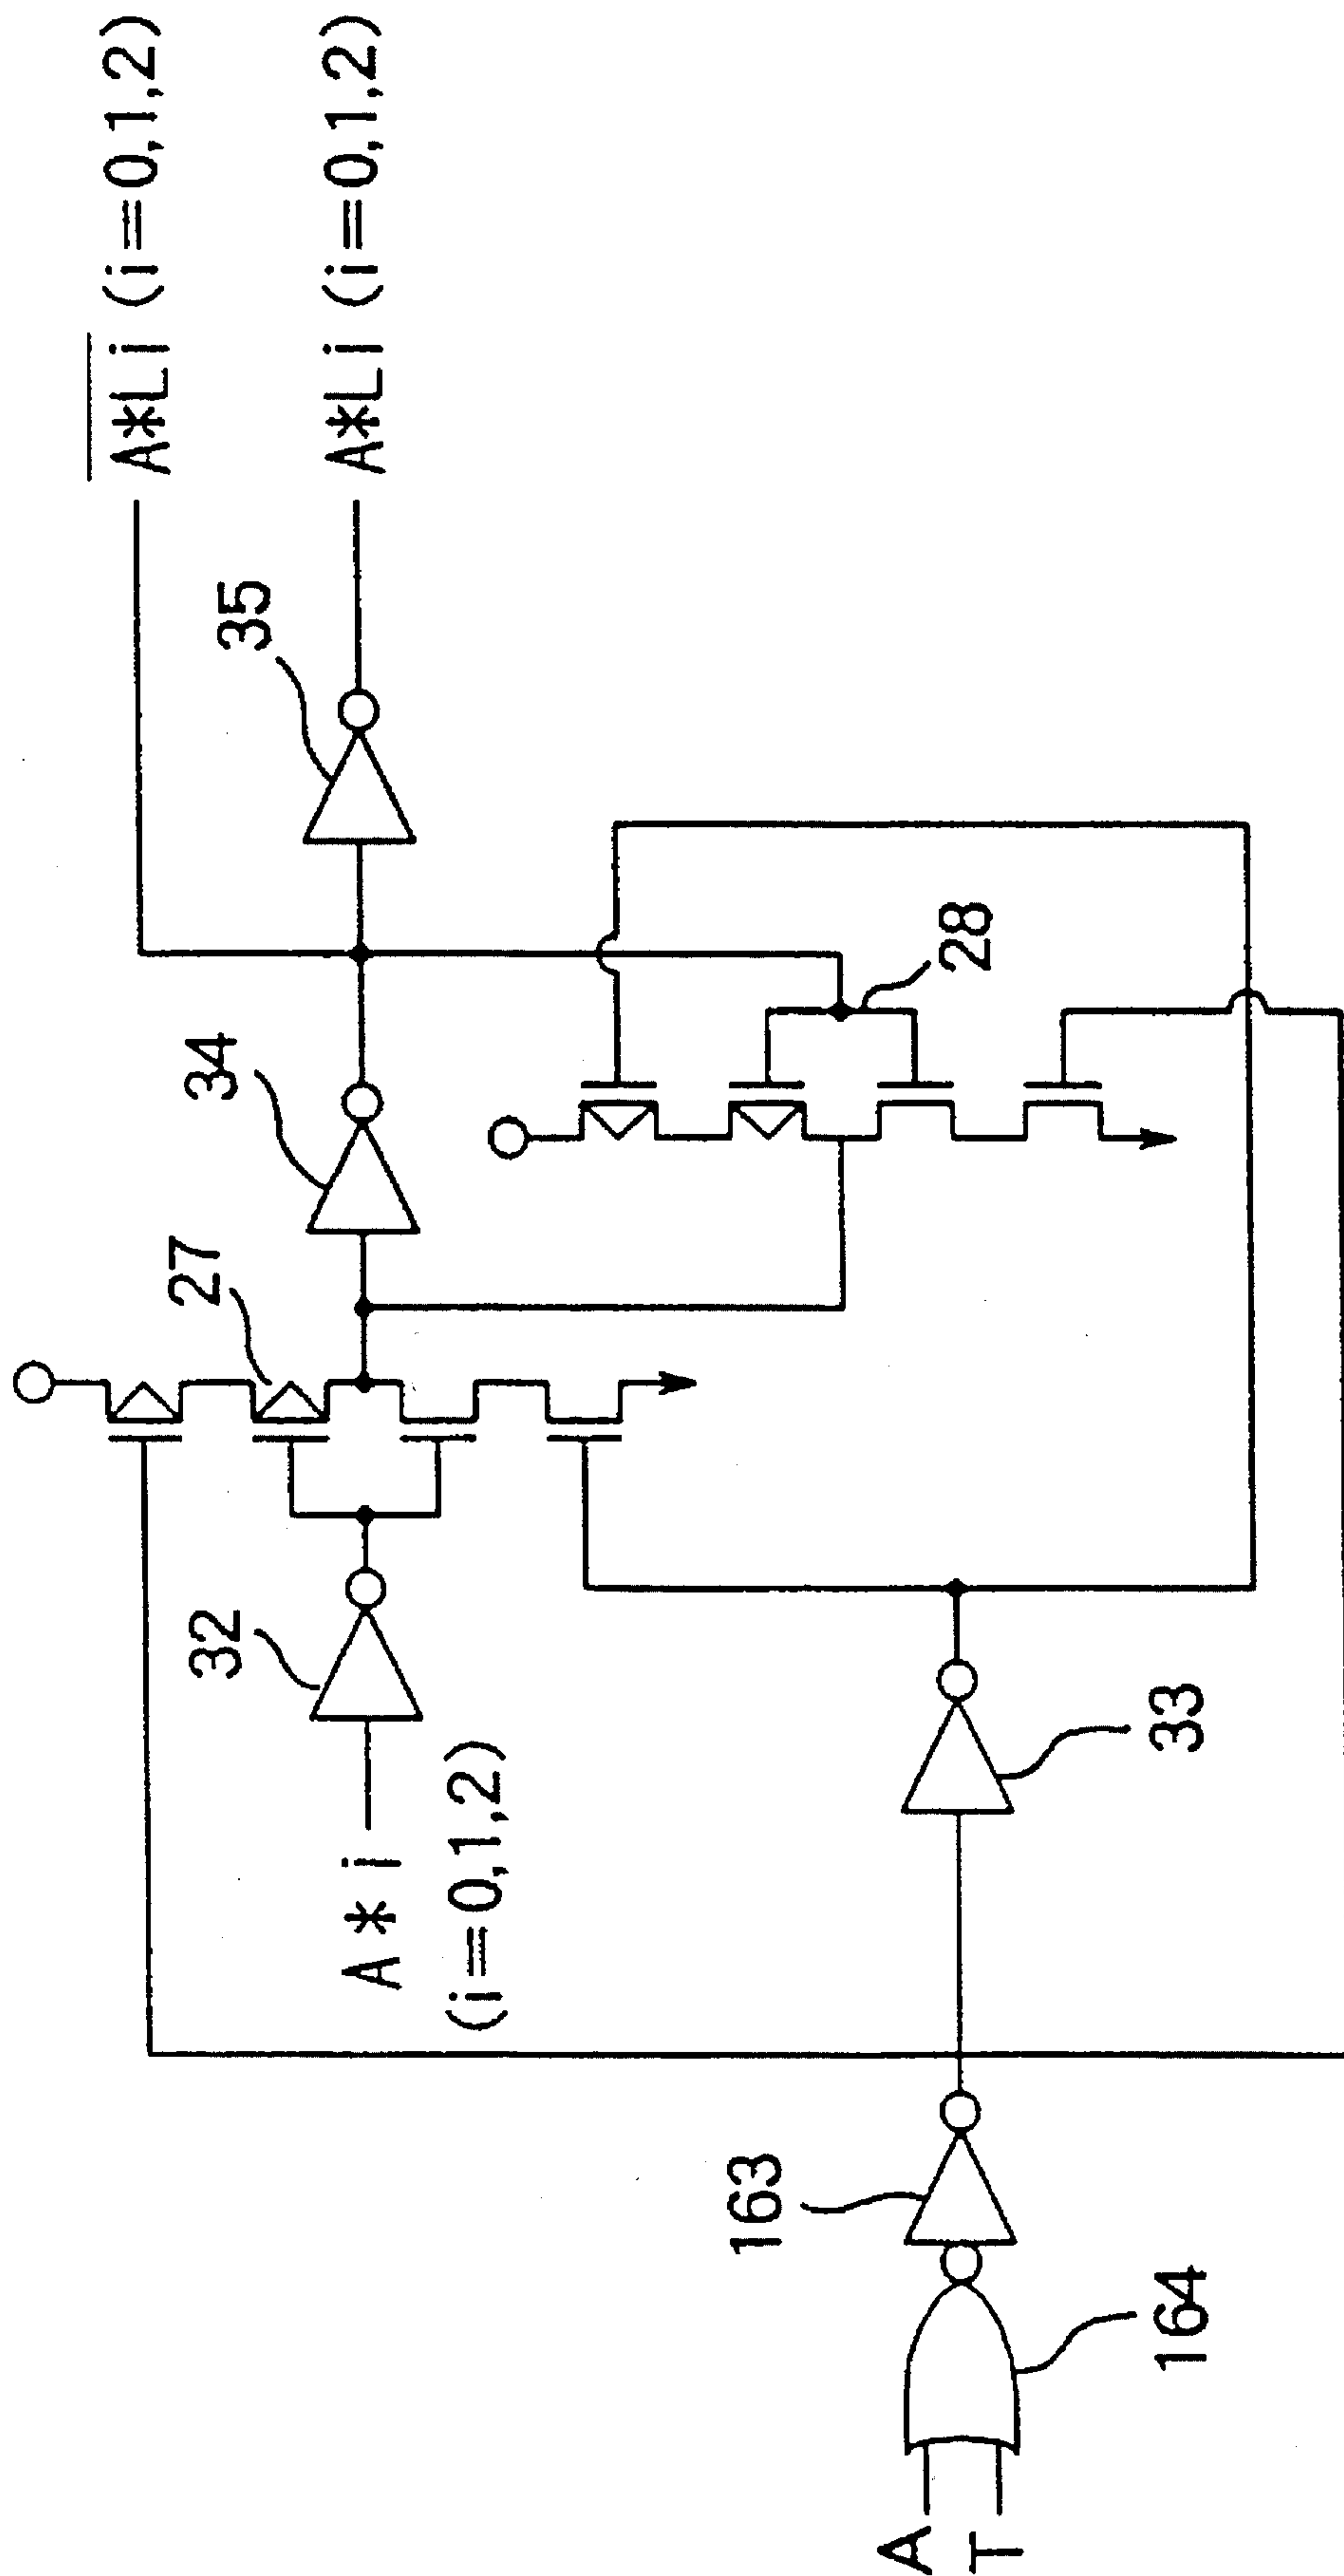 A*Li (i=0,1,2)
A*Li (i=0,1,2)
35
34
28
27
32
A*i
(i=0,1,2)
33
163
164
A
T